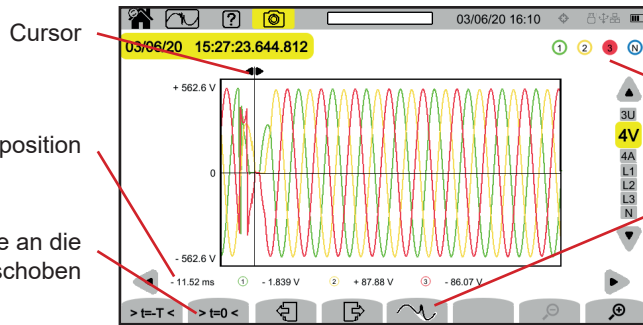 ?
03/06/20 16:10
Cursor
03/06/20 15:27:23.644.812
1 2 3 N
+ 562.6 V
3U
4V
4A
L1
L2
L3
N
0
position
- 562.6 V
e an die
schoben
- 11.52 ms 1 - 1.839 V 2 + 87.88 V 3 - 86.07 V
> t=-T < > t=0 <